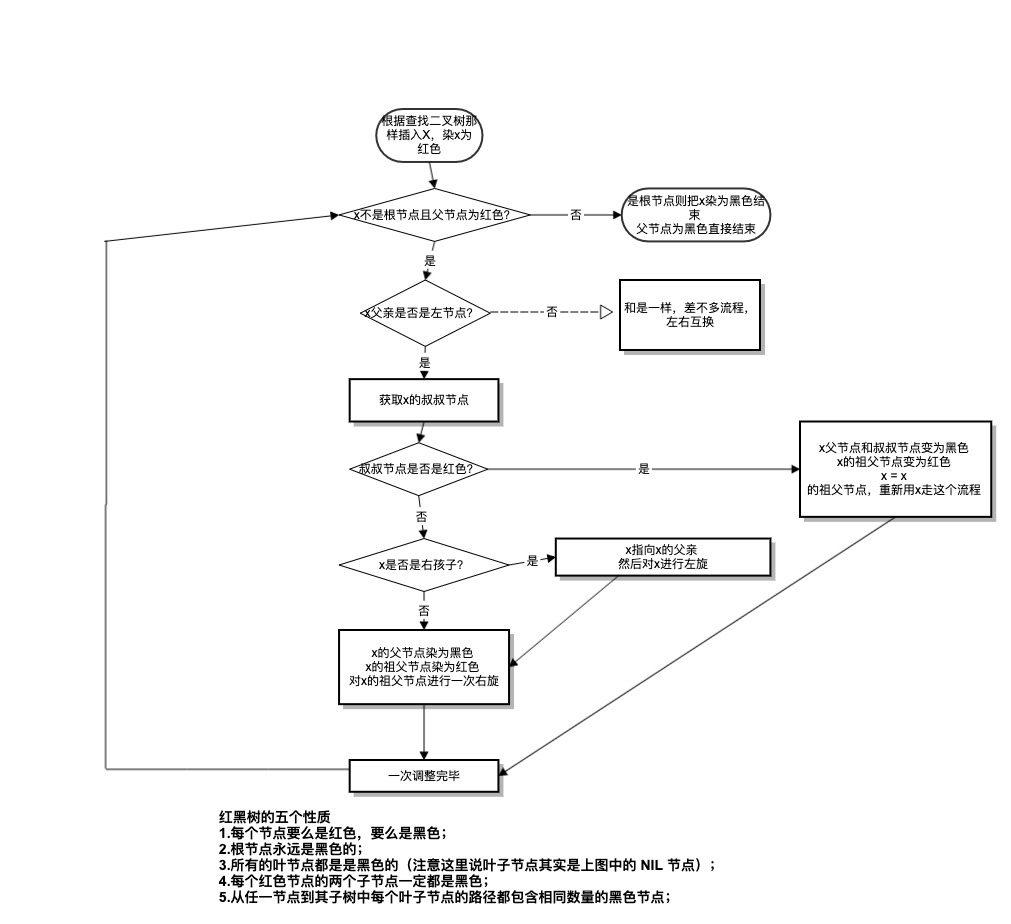 根据查找二叉树那
样插入X，染x为
红色
x不是根节点且父节点为红色?
否
是根节点则把x染为黑色结
束
父节点为黑色直接结束
是
x父亲是否是左节点?
否
和是一样，差不多流程，
左右互换
是
获取x的叔叔节点
叔叔节点是否是红色?
是
x父节点和叔叔节点变为黑色
x的祖父节点变为红色
x = x
的祖父节点，重新用x走这个流程
否
x是否是右孩子?
是
x指向x的父亲
然后对x进行左旋
否
x的父节点染为黑色
x的祖父节点染为红色
对x的祖父节点进行一次右旋
一次调整完毕
红黑树的五个性质
1.每个节点要么是红色，要么是黑色；
2.根节点永远是黑色的；
3.所有的叶节点都是是黑色的（注意这里说叶子节点其实是上图中的 NIL 节点）；
4.每个红色节点的两个子节点一定都是黑色；
5.从任一节点到其子树中每个叶子节点的路径都包含相同数量的黑色节点；